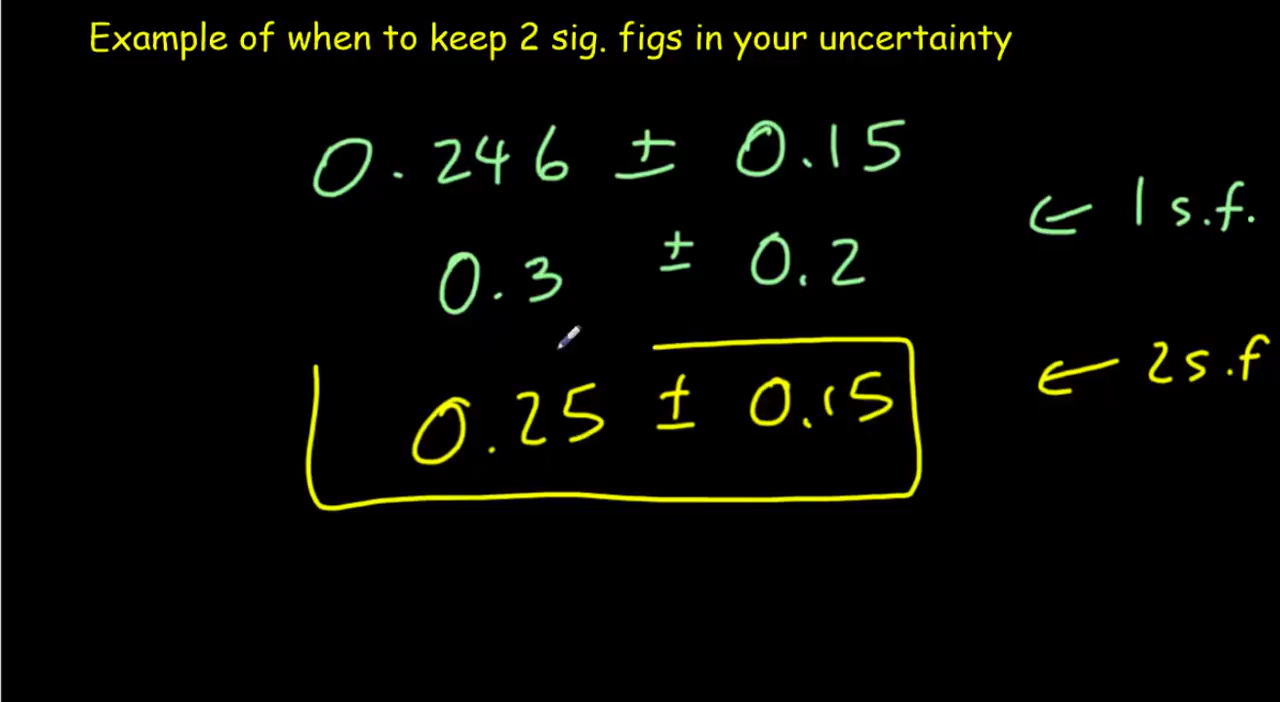 Example of when to keep 2 sig. figs in your uncertainty
0.246 ± 0.15
0.3 ± 0.2 ← 1 s.f.
0.25 ± 0.15 ← 2 s.f